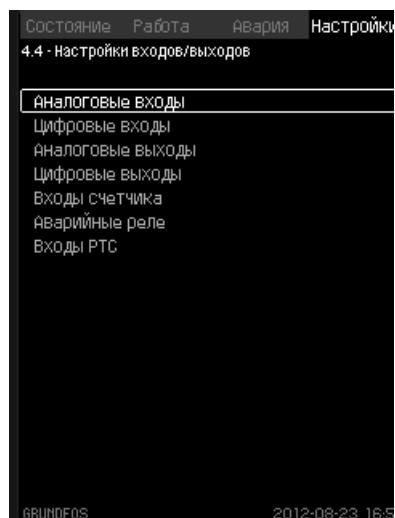 Состояние Работа Авария Настройки
4.4 - Настройки входов/выходов
Аналоговые входы
Цифровые входы
Аналоговые выходы
Цифровые выходы
Входы счетчика
Аварийные реле
Входы PTC
GRUNDFOS 2012-08-23 16:5